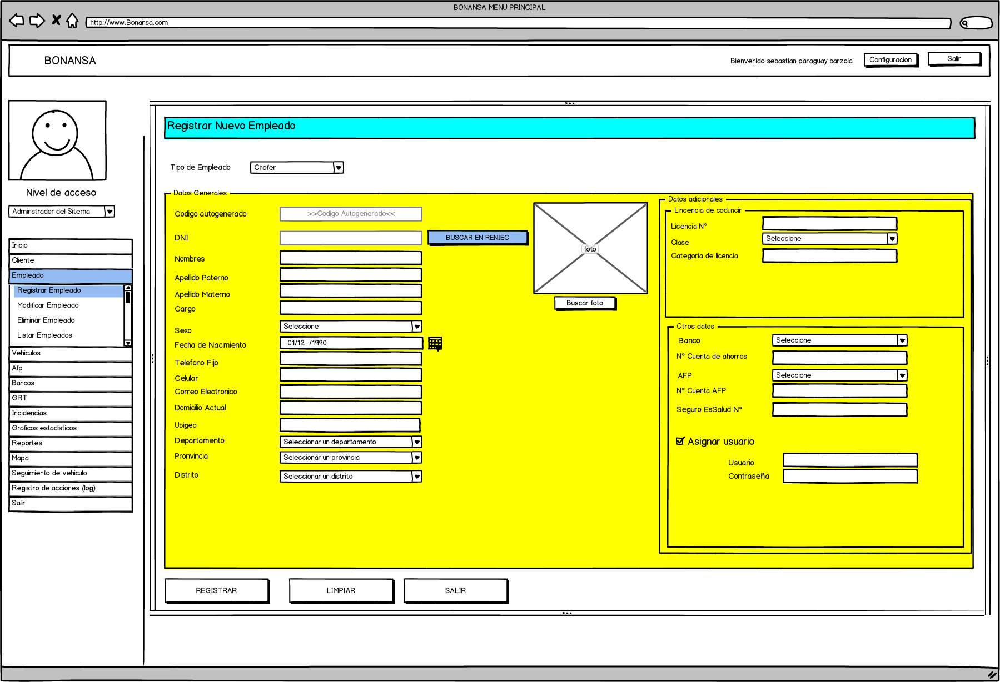 BONANSA MENU PRINCIPAL
http://www.Bonansa.com
BONANSA
Bienvenido sebastian paraguay barzola
Configuracion
Salir
Nivel de acceso
Adminstrador del Sitema
Inicio
Cliente
Empleado
Registrar Empleado
Modificar Empleado
Eliminar Empleado
Listar Empleados
Vehiculos
Afp
Bancos
GRT
Incidencias
Graficos estadisticos
Reportes
Mapa
Seguimiento de vehiculo
Registro de acciones (log)
Salir
Registrar Nuevo Empleado
Tipo de Empleado
Chofer
Datos Generales
Codigo autogenerado
>>Codigo Autogenerado<<
DNI
BUSCAR EN RENIEC
Nombres
Apellido Paterno
Apellido Materno
Cargo
Sexo
Seleccione
Fecha de Nacimiento
01/12 /1990
Telefono Fijo
Celular
Correo Electronico
Domicilio Actual
Ubigeo
Departamento
Seleccionar un departamento
Pronvincia
Seleccionar un provincia
Distrito
Seleccionar un distrito
foto
Buscar foto
Datos adicionales
Lincencia de coduncir
Licencia N°
Clase
Seleccione
Categoria de licencia
Otros datos
Banco
Seleccione
N° Cuenta de ahorros
AFP
Seleccione
N° Cuenta AFP
Seguro EsSalud N°
Asignar usuario
Usuario
Contraseña
REGISTRAR
LIMPIAR
SALIR